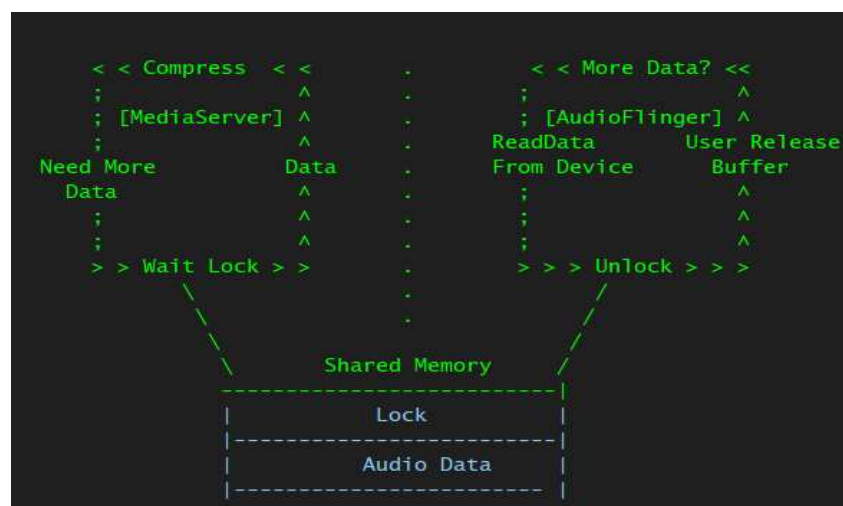 < < Compress < < . < < More Data? <<
; ^ . ; ^
; [MediaServer] ^ . ; [AudioFlinger] ^
; ^ . ReadData User Release
Need More Data . From Device Buffer
Data ^ . ; ^
; ^ . ; ^
; ^ . ; ^
> > Wait Lock > > . > > > Unlock > > >
\ . /
\ . /
\ /
\ Shared Memory /
---------------------------|
| Lock |
|--------------------------|
| Audio Data |
|------------------------- |